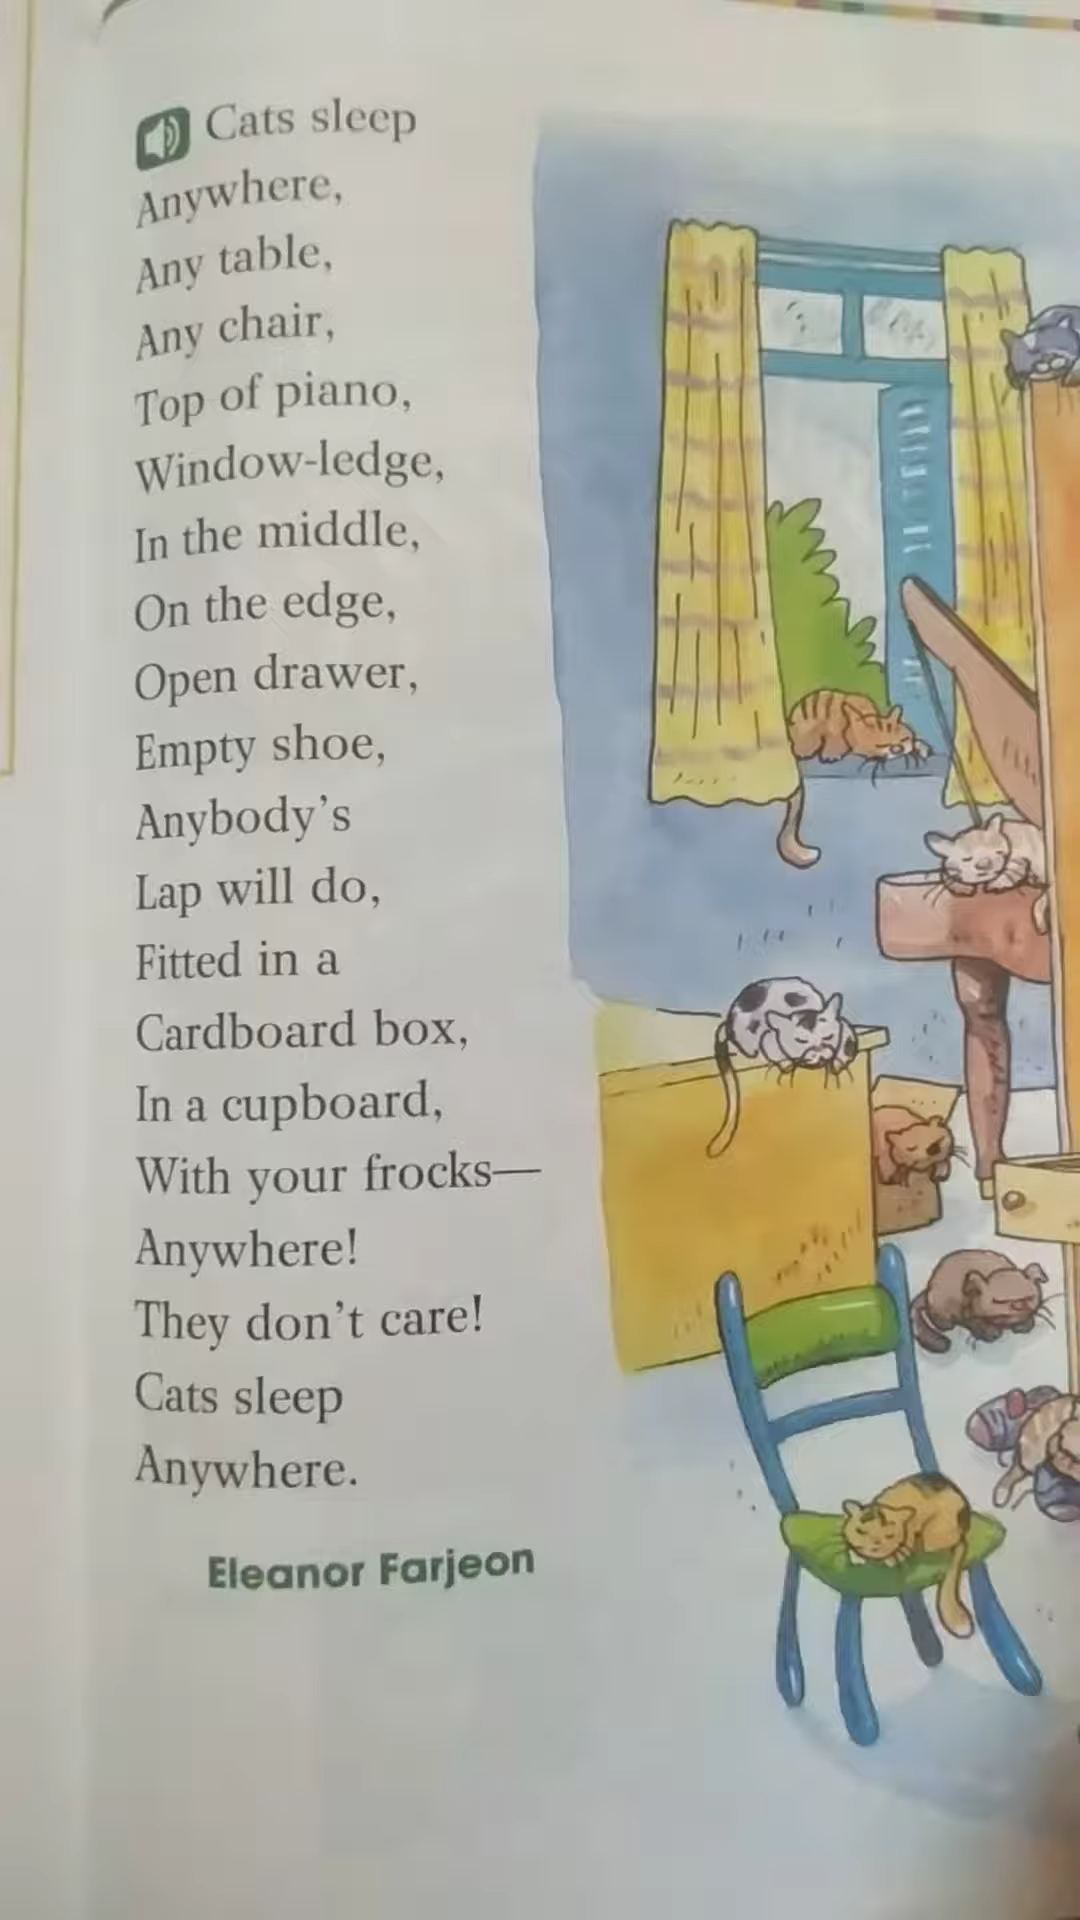 Cats sleep
Anywhere,
Any table,
Any chair,
Top of piano,
Window-ledge,
In the middle,
On the edge,
Open drawer,
Empty shoe,
Anybody's
Lap will do,
Fitted in a
Cardboard box,
In a cupboard,
With your frocks—
Anywhere!
They don't care!
Cats sleep
Anywhere.
Eleanor Farjeon